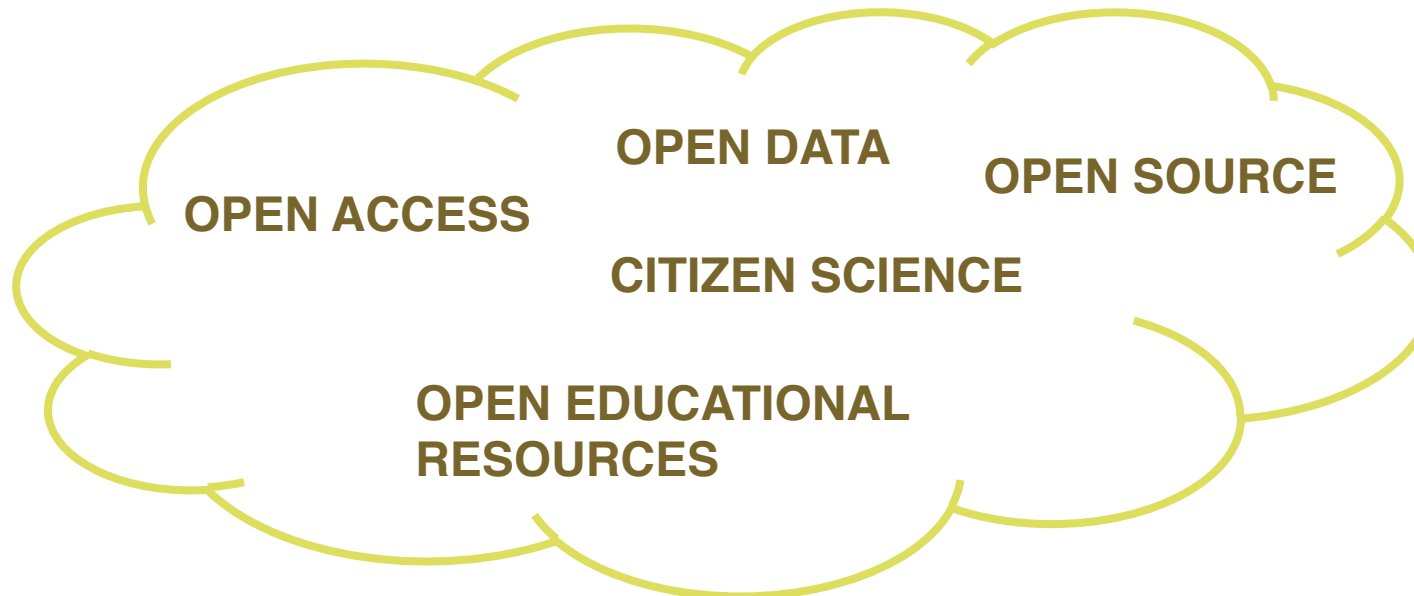 OPEN DATA
OPEN SOURCE
OPEN ACCESS
CITIZEN SCIENCE
OPEN EDUCATIONAL
RESOURCES